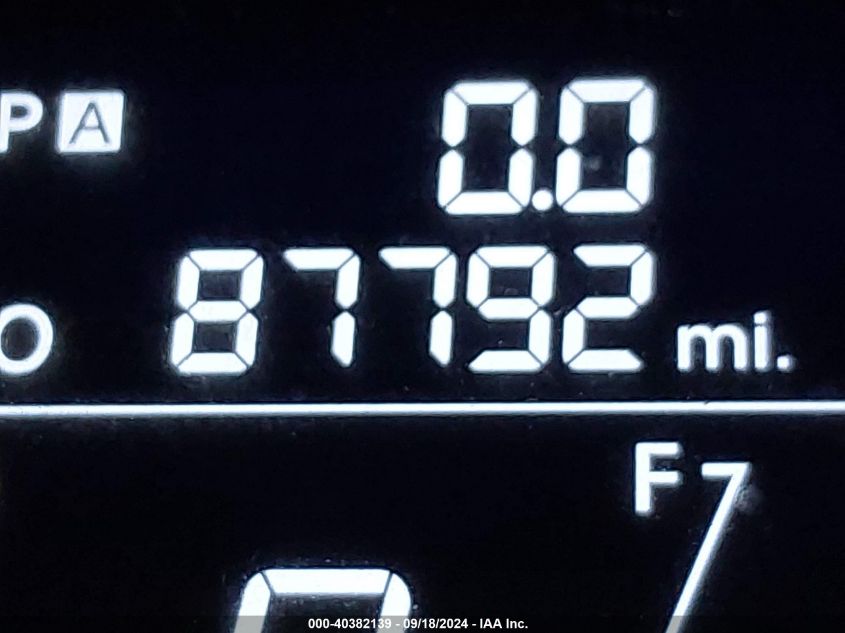 P A 0.0
O 87792 mi.
F
000-40382139 - 09/18/2024 - IAA Inc.